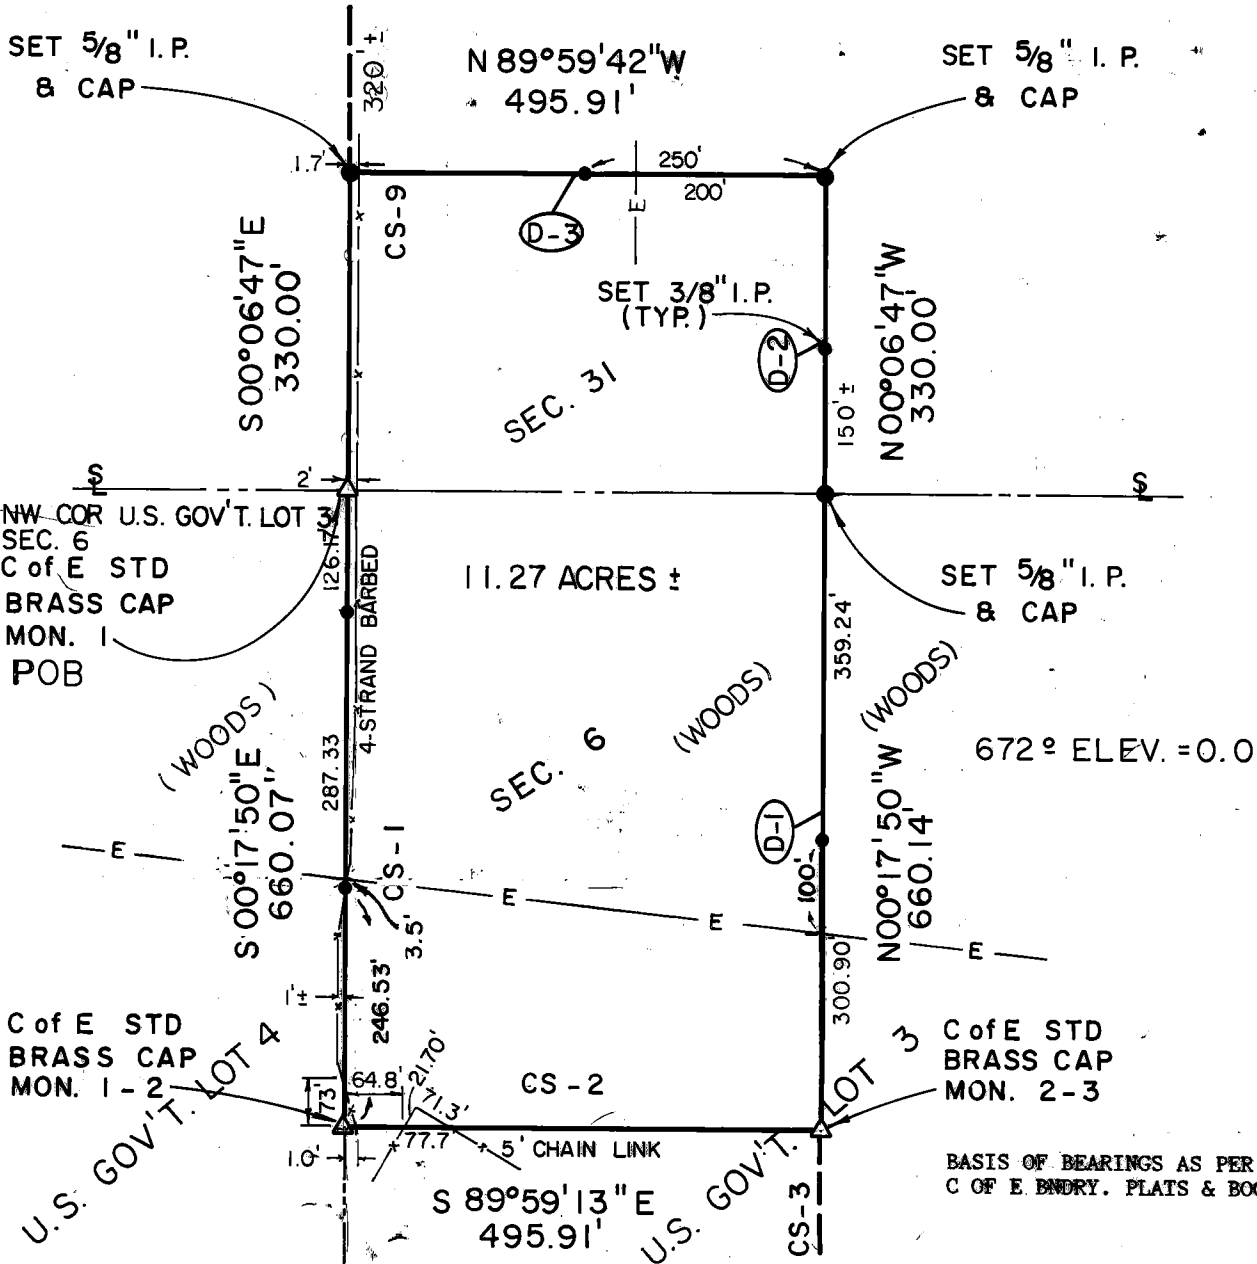 SET 5/8" I.P.
& CAP
320' ±
N 89°59'42"W
495.91'
SET 5/8" I.P.
& CAP
1.7'
250'
200'
E
CS-9
D-3
S 00°06'47"E
330.00'
SET 3/8" I.P.
(TYP.)
D-2
N00°06'47"W
330.00'
150' ±
SEC. 31
2'
NW COR U.S. GOV'T. LOT 3
SEC. 6
C of E STD
BRASS CAP
MON. 1
POB
126.17'
4-STRAND BARBED
11.27 ACRES ±
SET 5/8" I.P.
& CAP
359.24'
(WOODS)
(WOODS)
(WOODS)
672º ELEV. = 0.0
287.33
S 00°17'50"E
660.07'
SEC. 6
D-1
N00°17'50"W
660.14'
E
CS-1
3.5'
E
E
E
100'
1'±
246.53'
300.90'
C of E STD
BRASS CAP
MON. 1-2
73'
64.8'
21.70'
71.3'
77.7
CS-2
C of E STD
BRASS CAP
MON. 2-3
1.0'
5' CHAIN LINK
U.S. GOV'T. LOT 4
U.S. GOV'T. LOT 3
S 89°59'13"E
495.91'
CS-3
BASIS OF BEARINGS AS PER
C OF E BNDRY. PLATS &